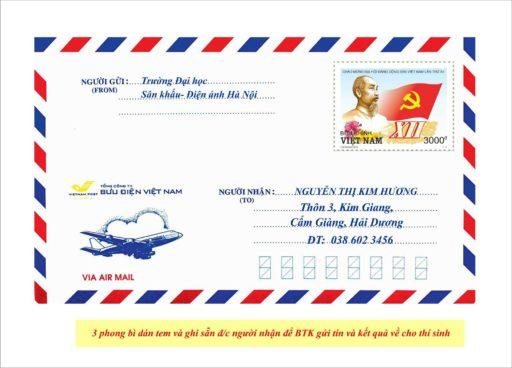 CHÀO MỪNG ĐẠI HỘI ĐẢNG CỘNG SẢN VIỆT NAM LẦN THỨ XII
NGƯỜI GỬI : Trường Đại học
(FROM) Sân khấu- Điện ảnh Hà Nội
XII
BƯU CHÍNH
VIỆT NAM 3000đ
VIETNAM POST
TỔNG CÔNG TY
BƯU ĐIỆN VIỆT NAM
NGƯỜI NHẬN : NGUYỄN THỊ KIM HƯƠNG
(TO) Thôn 3, Kim Giang,
Cẩm Giàng, Hải Dương
ĐT: 038 602 3456
VIA AIR MAIL
3 phong bì dán tem và ghi sẵn đ/c người nhận để BTK gửi tin và kết quả về cho thí sinh